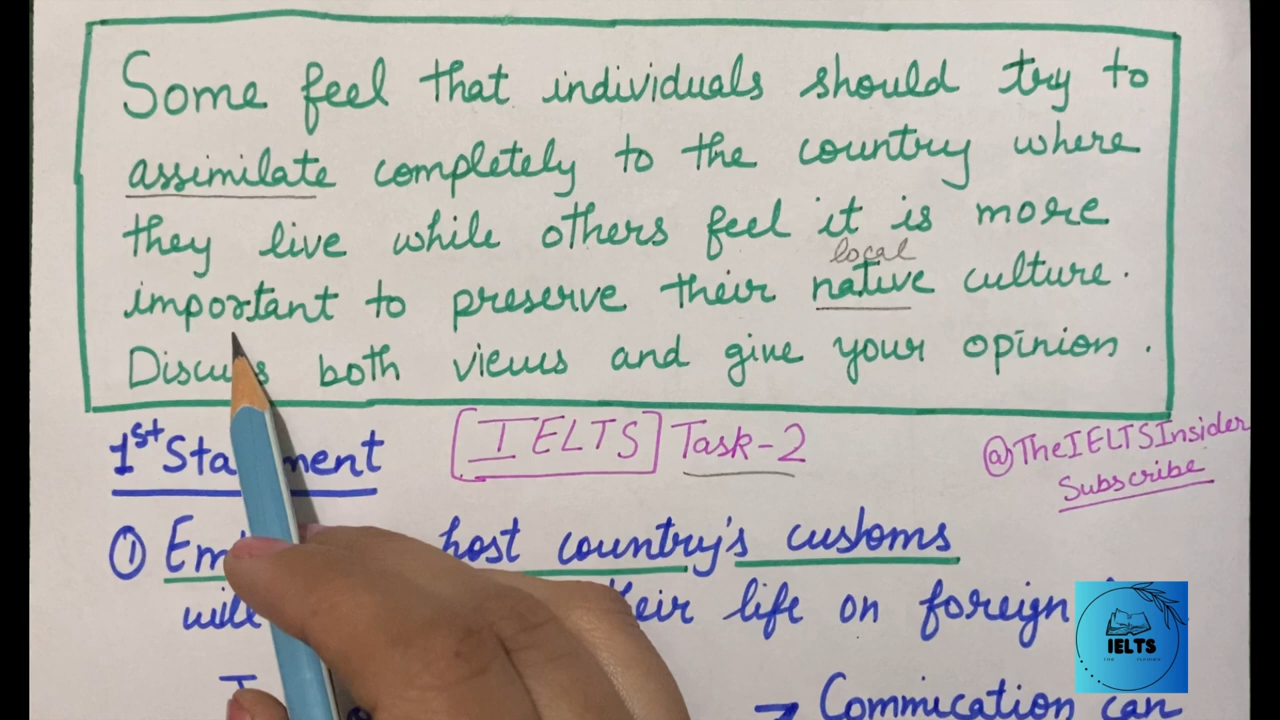 Some feel that individuals should try to
assimilate completely to the country where
they live while others feel it is more
local
important to preserve their native culture.
Discuss both views and give your opinion.
1st
[IELTS] Task-2
@TheIELTSInsider
Subscribe
① host country's customs
life on foreign
IELTS
→ Commication can